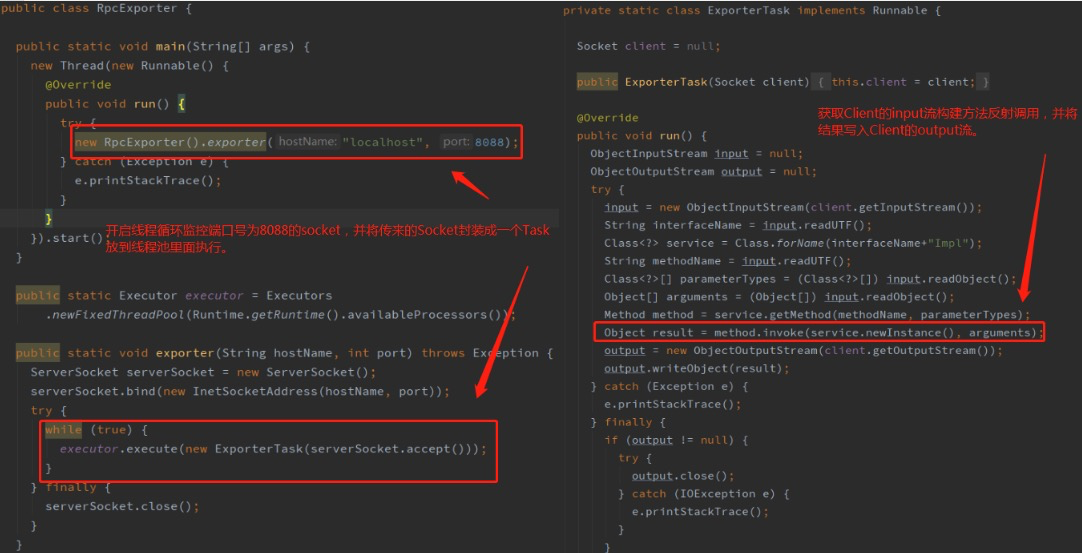 public class RpcExporter {
public static void main(String[] args) {
new Thread(new Runnable() {
@Override
public void run() {
try {
new RpcExporter().exporter( hostName: "localhost", port: 8088);
} catch (Exception e) {
e.printStackTrace();
}
}
}).start();
开启线程循环监控端口号为8088的socket，并将传来的Socket封装成一个Task
放到线程池里面执行。
}
public static Executor executor = Executors
.newFixedThreadPool(Runtime.getRuntime().availableProcessors());
public static void exporter(String hostName, int port) throws Exception {
ServerSocket serverSocket = new ServerSocket();
serverSocket.bind(new InetSocketAddress(hostName, port));
try {
while (true) {
executor.execute(new ExporterTask(serverSocket.accept()));
}
} finally {
serverSocket.close();
}
}
private static class ExporterTask implements Runnable {
Socket client = null;
public ExporterTask(Socket client) { this.client = client; }
获取Client的input流构建方法反射调用，并将
结果写入Client的output流。
@Override
public void run() {
ObjectInputStream input = null;
ObjectOutputStream output = null;
try {
input = new ObjectInputStream(client.getInputStream());
String interfaceName = input.readUTF();
Class<?> service = Class.forName(interfaceName+"Impl");
String methodName = input.readUTF();
Class<?>[] parameterTypes = (Class<?>[]) input.readObject();
Object[] arguments = (Object[]) input.readObject();
Method method = service.getMethod(methodName, parameterTypes);
Object result = method.invoke(service.newInstance(), arguments);
output = new ObjectOutputStream(client.getOutputStream());
output.writeObject(result);
} catch (Exception e) {
e.printStackTrace();
} finally {
if (output != null) {
try {
output.close();
} catch (IOException e) {
e.printStackTrace();
}
}